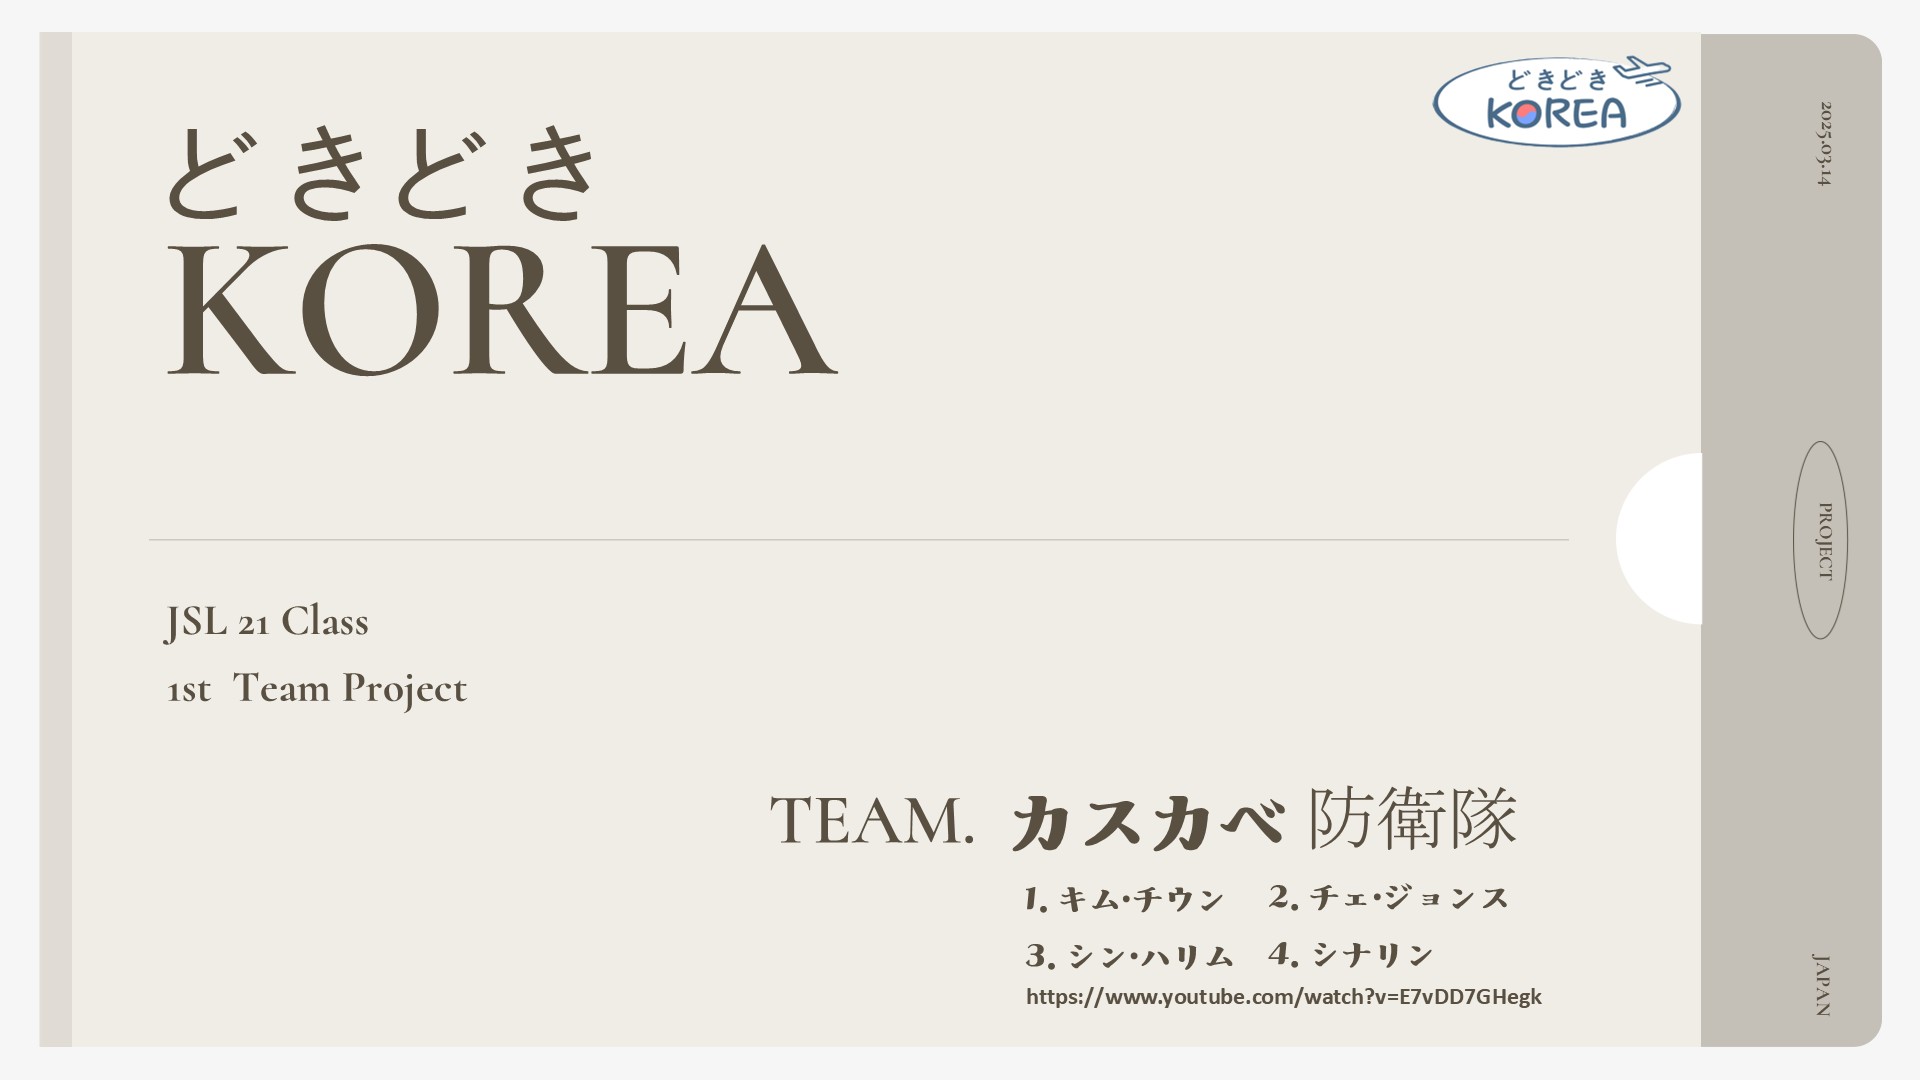 どきどき
KOREA
どきどき
KOREA
JSL 21 Class
1st Team Project
TEAM. カスカベ 防衛隊
1. キム・チウン 2. チェ・ジョンス
3. シン・ハリム 4. シナリン
https://www.youtube.com/watch?v=E7vDD7GHegk
2025.03.14
PROJECT
JAPAN